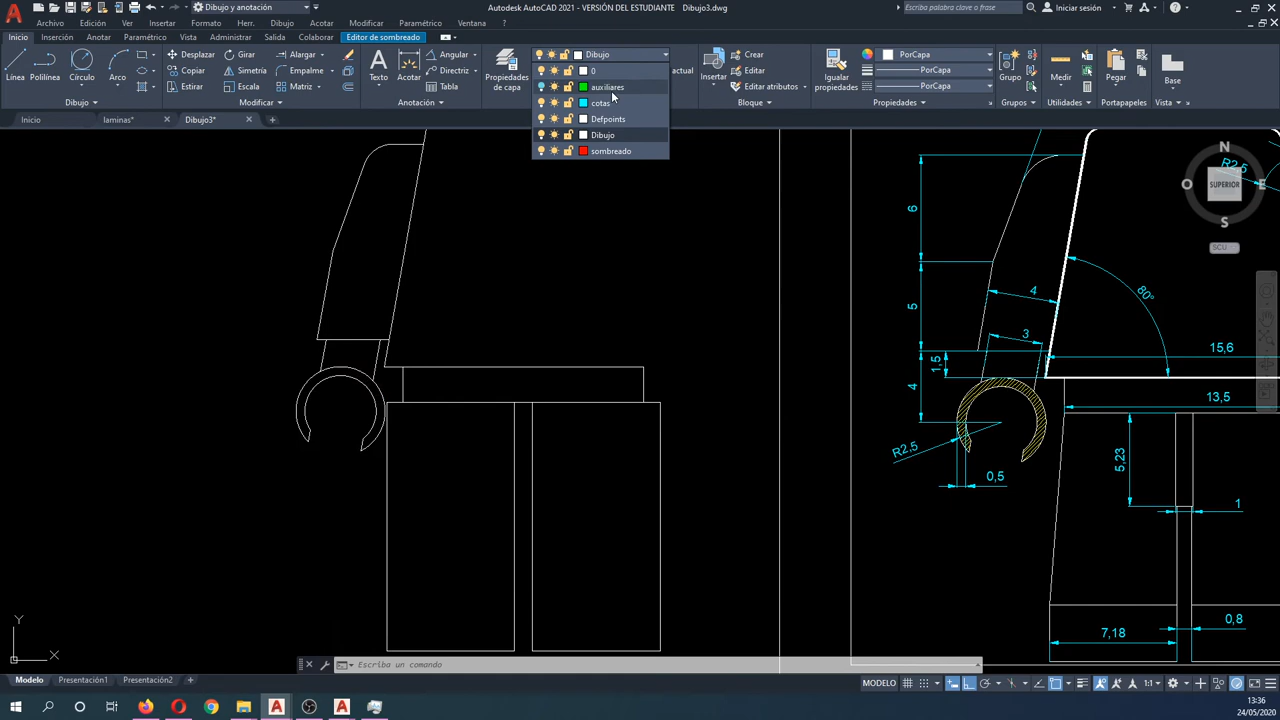 Dibujo y anotación
Autodesk AutoCAD 2021 - VERSIÓN DEL ESTUDIANTE Dibujo3.dwg
Escriba palabra clave o frase
Iniciar sesión
Archivo Edición Ver Insertar Formato Herr. Dibujo Acotar Modificar Paramétrico Ventana
Inicio Insertar Anotar Paramétrico Vista Administrar Salida Colaborar Editor de sombreado
Línea
Polilínea
Círculo
Arco
Desplazar Girar Alargar
Copiar Simetría Empalme
Estirar Escala Matriz
Texto
Acotar
Angular
Directriz
Tabla
Propiedades
de capa
Dibujo
0
auxiliares
cotas
Defpoints
Dibujo
sombreado
actual
Insertar
Crear
Editar
Editar atributos
Igualar
propiedades
PorCapa
PorCapa
PorCapa
Grupo
Medir
Pegar
Base
Dibujo Modificar Anotación Bloque Propiedades Grupos Utilidades Portapapeles Vista
Inicio laminas* Dibujo3*
N
O SUPERIOR E
S
SCU
R2,5
6
5
4
3
80°
1,5
15,6
4
13,5
R2,5
0,5
5,23
1
0,8
7,18
Y
X
Escriba un comando
Modelo Presentación1 Presentación2
MODELO
1:1
13:36
24/05/2020